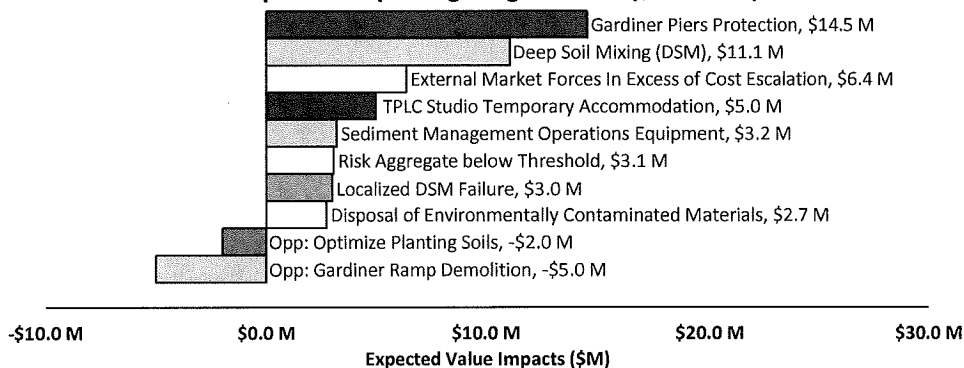 Gardiner Piers Protection, $14.5 M
Deep Soil Mixing (DSM), $11.1 M
External Market Forces In Excess of Cost Escalation, $6.4 M
TPLC Studio Temporary Accommodation, $5.0 M
Sediment Management Operations Equipment, $3.2 M
Risk Aggregate below Threshold, $3.1 M
Localized DSM Failure, $3.0 M
Disposal of Environmentally Contaminated Materials, $2.7 M
Opp: Optimize Planting Soils, -$2.0 M
Opp: Gardiner Ramp Demolition, -$5.0 M
-$10.0 M $0.0 M $10.0 M $20.0 M $30.0 M
Expected Value Impacts ($M)